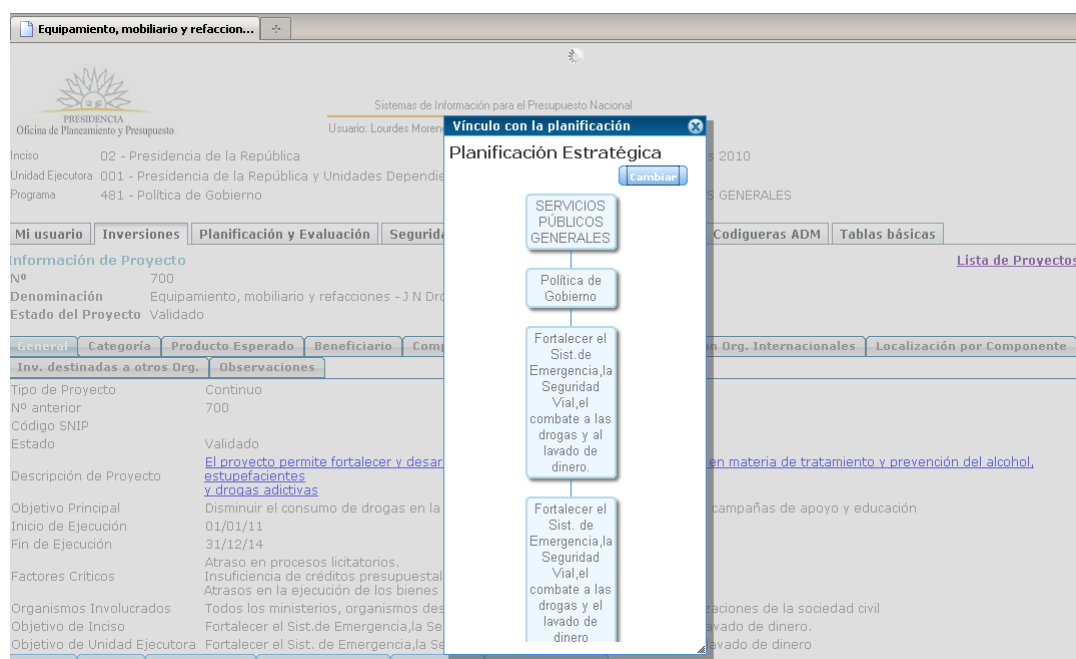 Equipamiento, mobiliario y refaccion...
PRESIDENCIA
Oficina de Planeamiento y Presupuesto
Sistemas de Información para el Presupuesto Nacional
Usuario: Lourdes Moren
Inciso 02 - Presidencia de la República s 2010
Unidad Ejecutora 001 - Presidencia de la República y Unidades Dependie
Programa 481 - Política de Gobierno S GENERALES
Mi usuario Inversiones Planificación y Evaluación Segurida Codigueras ADM Tablas básicas
Información de Proyecto Lista de Proyectos
Nº 700
Denominación Equipamiento, mobiliario y refacciones - J N Dro
Estado del Proyecto Validado
General Categoría Producto Esperado Beneficiario Comp n Org. Internacionales Localización por Componente
Inv. destinadas a otros Org. Observaciones
Tipo de Proyecto Continuo
Nº anterior 700
Código SNIP
Estado Validado
Descripción de Proyecto El proyecto permite fortalecer y desar en materia de tratamiento y prevención del alcohol,
estupefacientes
y drogas adictivas
Objetivo Principal Disminuir el consumo de drogas en la campañas de apoyo y educación
Inicio de Ejecución 01/01/11
Fin de Ejecución 31/12/14
Factores Críticos Atraso en procesos licitatorios.
Insuficiencia de créditos presupuestal
Atrasos en la ejecución de los bienes
Organismos Involucrados Todos los ministerios, organismos des zaciones de la sociedad civil
Objetivo de Inciso Fortalecer el Sist.de Emergencia,la Se avado de dinero.
Objetivo de Unidad Ejecutora Fortalecer el Sist. de Emergencia,la Se avado de dinero
Vínculo con la planificación
Planificación Estratégica
Cambiar
SERVICIOS
PÚBLICOS
GENERALES
Política de
Gobierno
Fortalecer el
Sist.de
Emergencia,la
Seguridad
Vial,el
combate a las
drogas y al
lavado de
dinero.
Fortalecer el
Sist. de
Emergencia,la
Seguridad
Vial,el
combate a las
drogas y el
lavado de
dinero